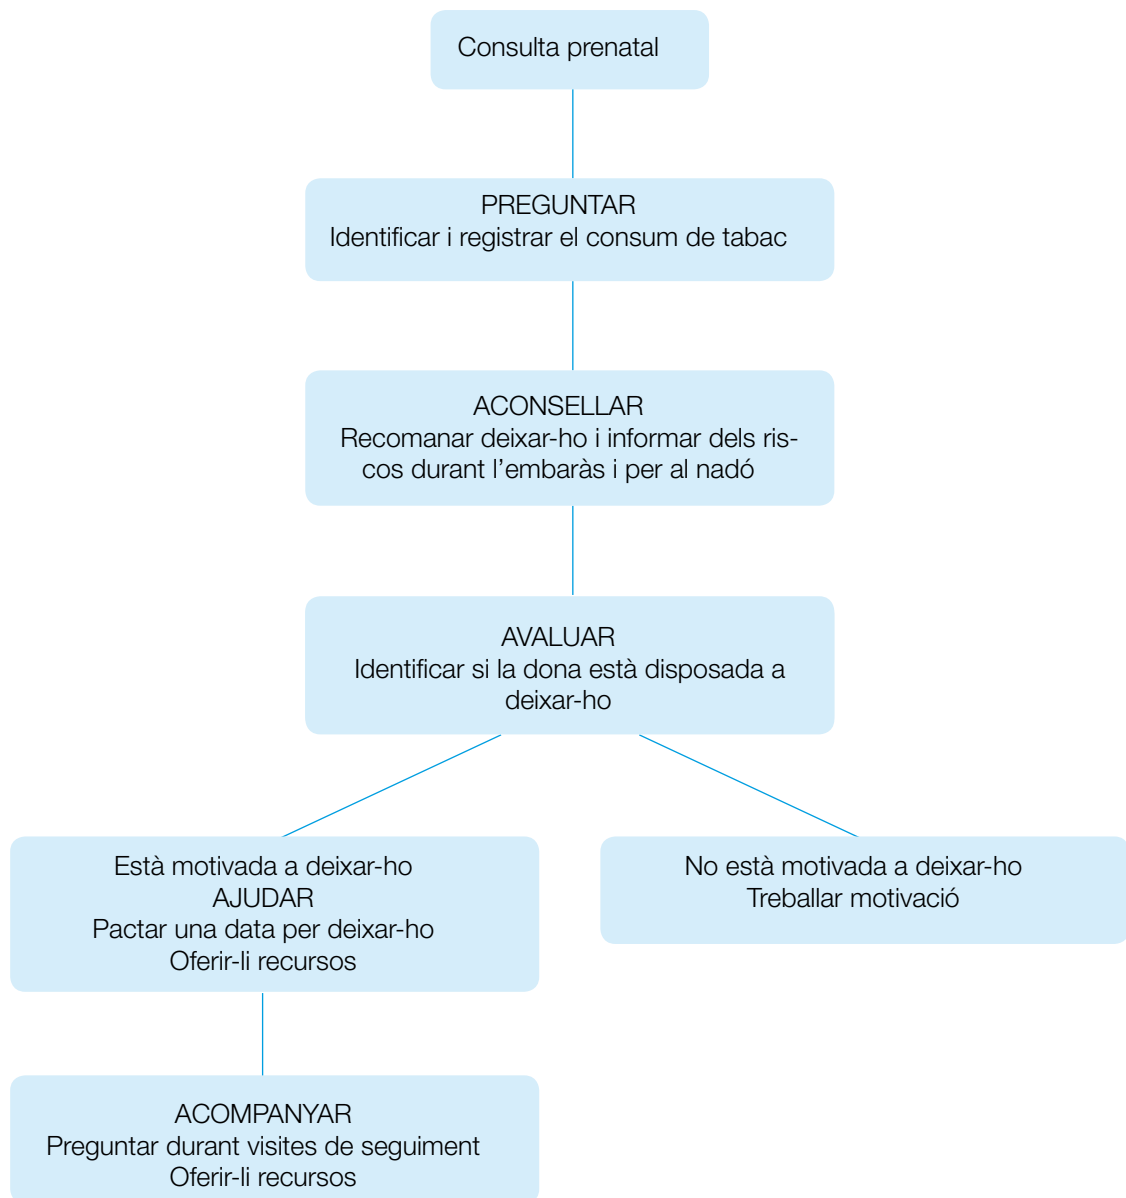 Consulta prenatal
PREGUNTAR
Identificar i registrar el consum de tabac
ACONSELLAR
Recomanar deixar-ho i informar dels ris-
cos durant l’embaràs i per al nadó
AVALUAR
Identificar si la dona està disposada a
deixar-ho
Està motivada a deixar-ho
AJUDAR
Pactar una data per deixar-ho
Oferir-li recursos
No està motivada a deixar-ho
Treballar motivació
ACOMPANYAR
Preguntar durant visites de seguiment
Oferir-li recursos